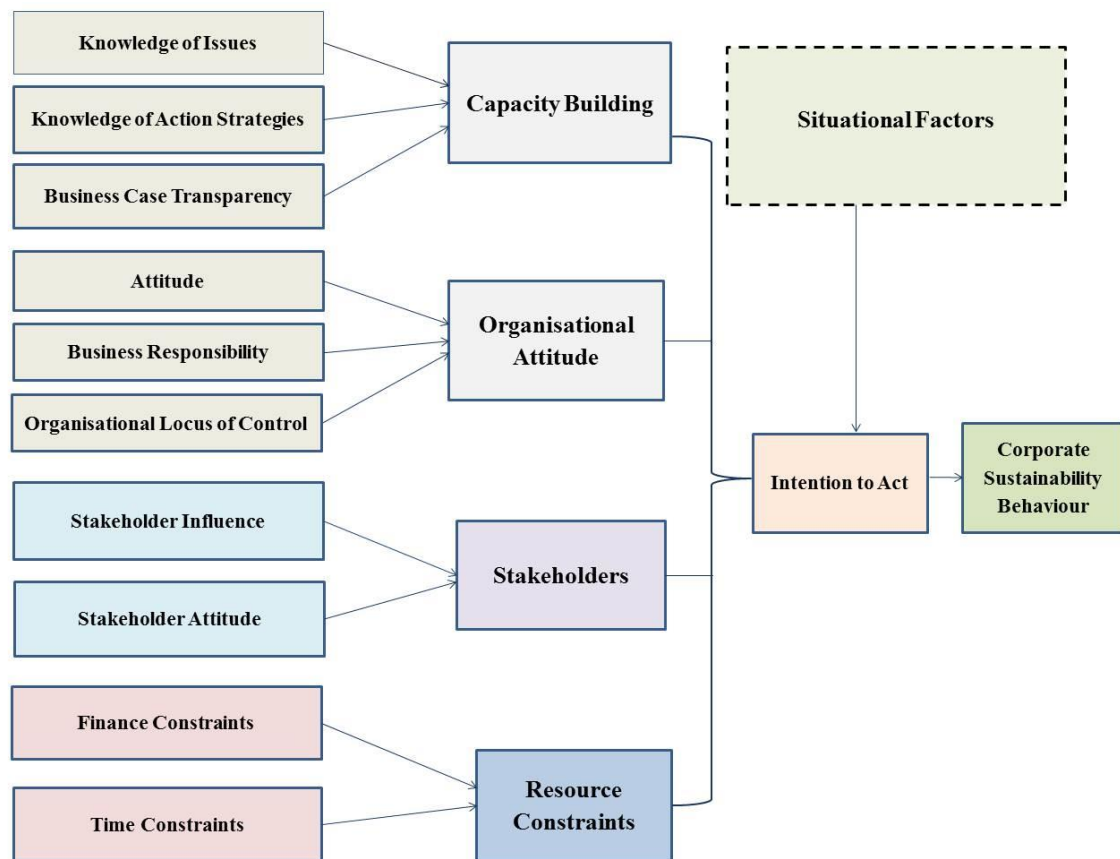 Knowledge of Issues
Knowledge of Action Strategies
Business Case Transparency
Capacity Building
Situational Factors
Attitude
Business Responsibility
Organisational Locus of Control
Organisational
Attitude
Stakeholder Influence
Stakeholder Attitude
Stakeholders
Intention to Act
Corporate
Sustainability
Behaviour
Finance Constraints
Time Constraints
Resource
Constraints